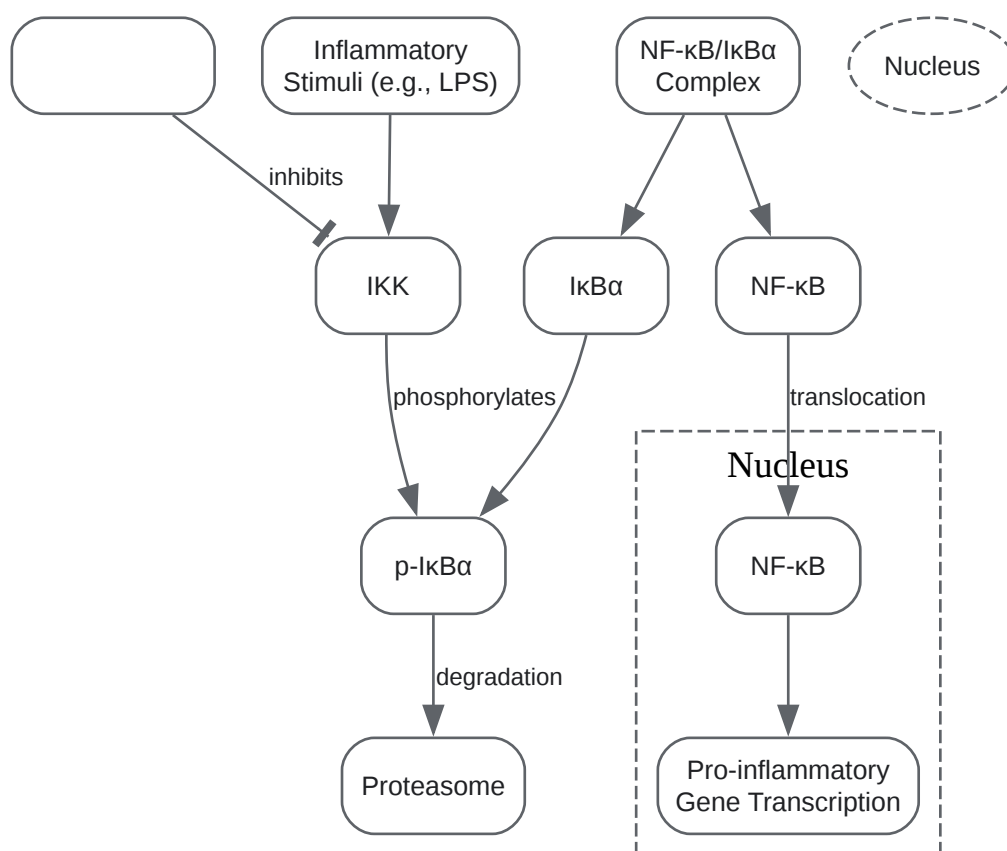 Inflammatory
Stimuli (e.g., LPS)
NF-κB/IκBα
Complex
Nucleus
inhibits
IKK
IκBα
NF-κB
phosphorylates
translocation
Nucleus
p-IκBα
NF-κB
degradation
Proteasome
Pro-inflammatory
Gene Transcription